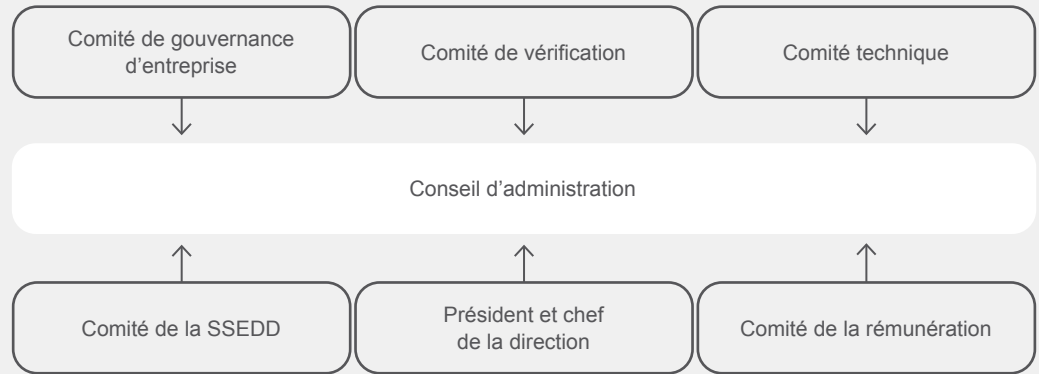 Comité de gouvernance
d’entreprise
Comité de vérification
Comité technique
Conseil d’administration
Comité de la SSEDD
Président et chef
de la direction
Comité de la rémunération